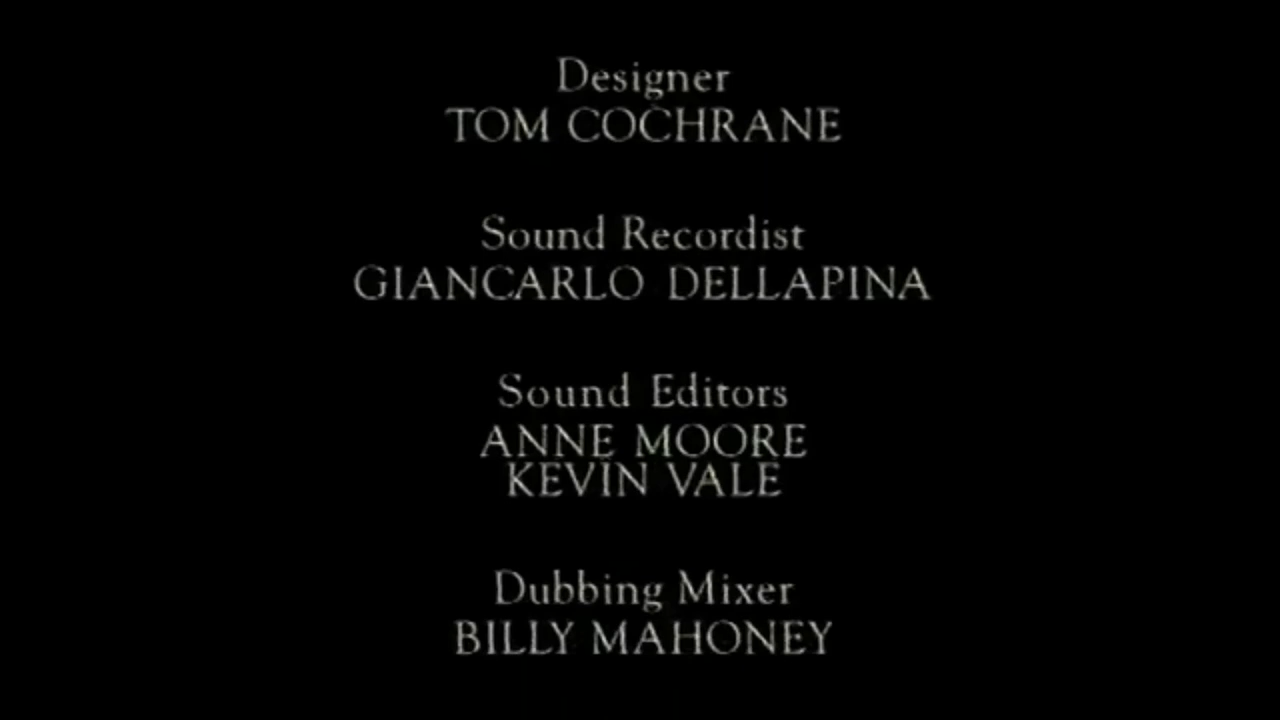 Designer
TOM COCHRANE
Sound Recordist
GIANCARLO DELLAPINA
Sound Editors
ANNE MOORE
KEVIN VALE
Dubbing Mixer
BILLY MAHONEY